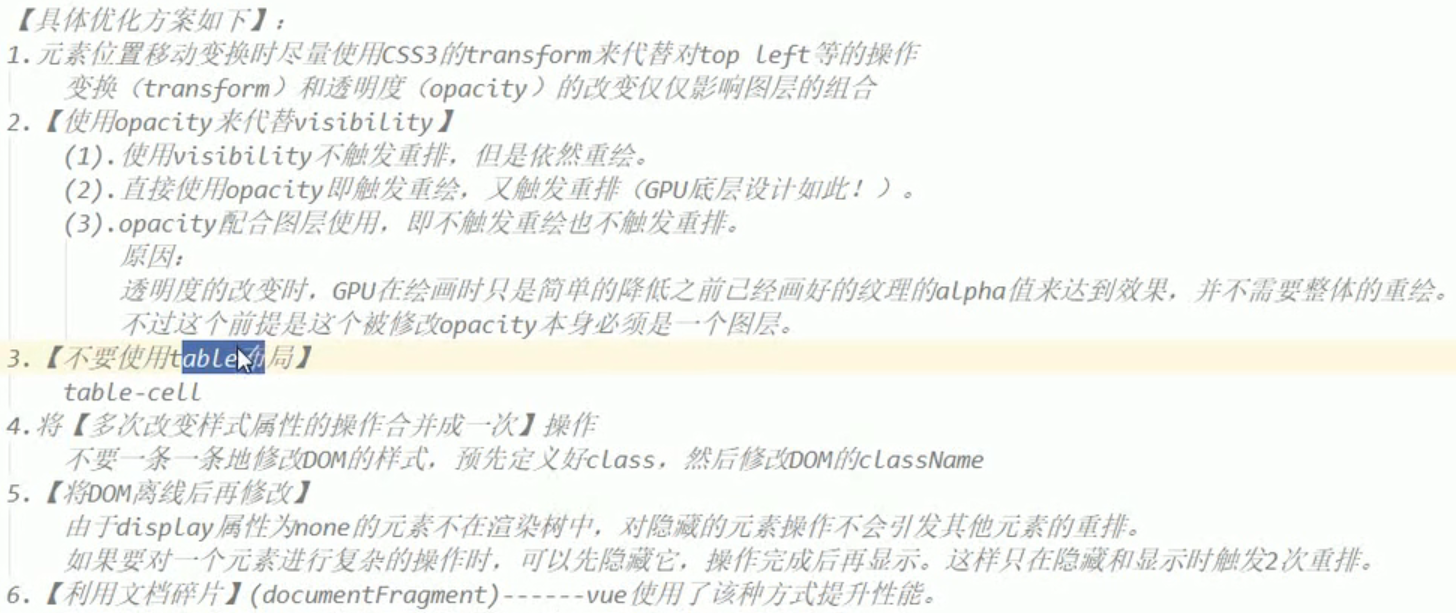 【具体优化方案如下】：
1.元素位置移动变换时尽量使用CSS3的transform来代替对top left等的操作
变换（transform）和透明度（opacity）的改变仅仅影响图层的组合
2.【使用opacity来代替visibility】
(1).使用visibility不触发重排，但是依然重绘。
(2).直接使用opacity即触发重绘，又触发重排（GPU底层设计如此！）。
(3).opacity配合图层使用，即不触发重绘也不触发重排。
原因：
透明度的改变时，GPU在绘画时只是简单的降低之前已经画好的纹理的alpha值来达到效果，并不需要整体的重绘。
不过这个前提是这个被修改opacity本身必须是一个图层。
3.【不要使用table布局】
table-cell
4.将【多次改变样式属性的操作合并成一次】操作
不要一条一条地修改DOM的样式，预先定义好class，然后修改DOM的className
5.【将DOM离线后再修改】
由于display属性为none的元素不在渲染树中，对隐藏的元素操作不会引发其他元素的重排。
如果要对一个元素进行复杂的操作时，可以先隐藏它，操作完成后再显示。这样只在隐藏和显示时触发2次重排。
6.【利用文档碎片】(documentFragment)------vue使用了该种方式提升性能。